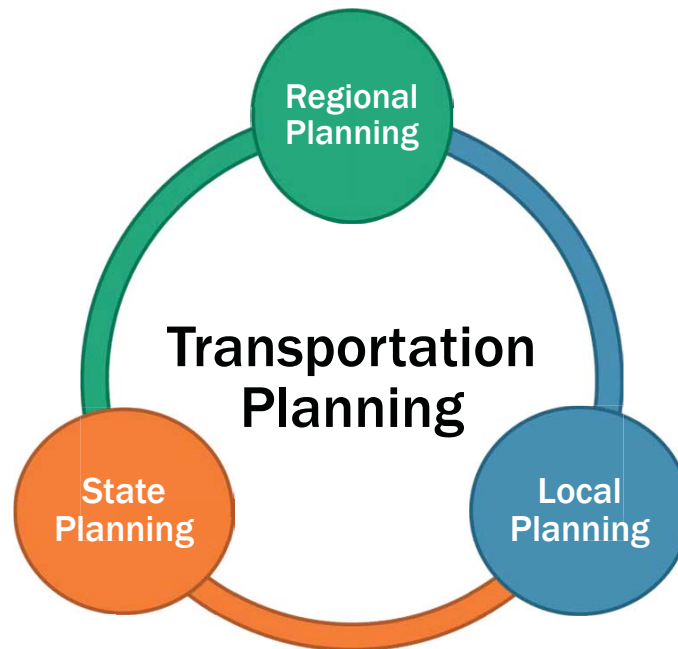 Regional
Planning
Transportation
Planning
State
Planning
Local
Planning